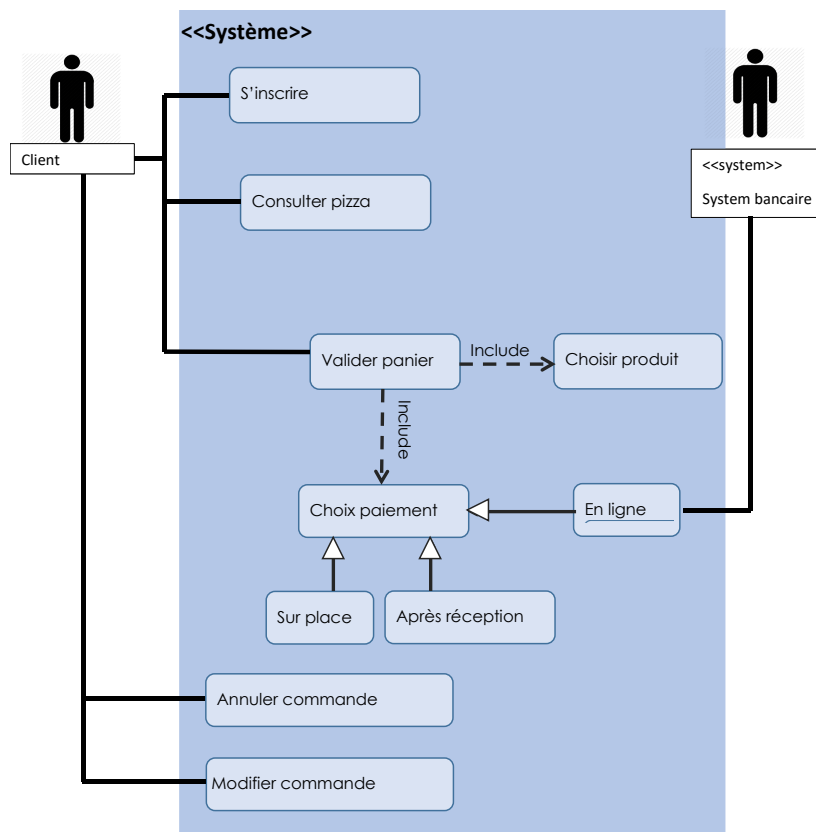 <<Système>>
S'inscrire
Client
<<system>>
System bancaire
Consulter pizza
Valider panier
Include
Choisir produit
Include
Choix paiement
En ligne
Sur place
Après réception
Annuler commande
Modifier commande